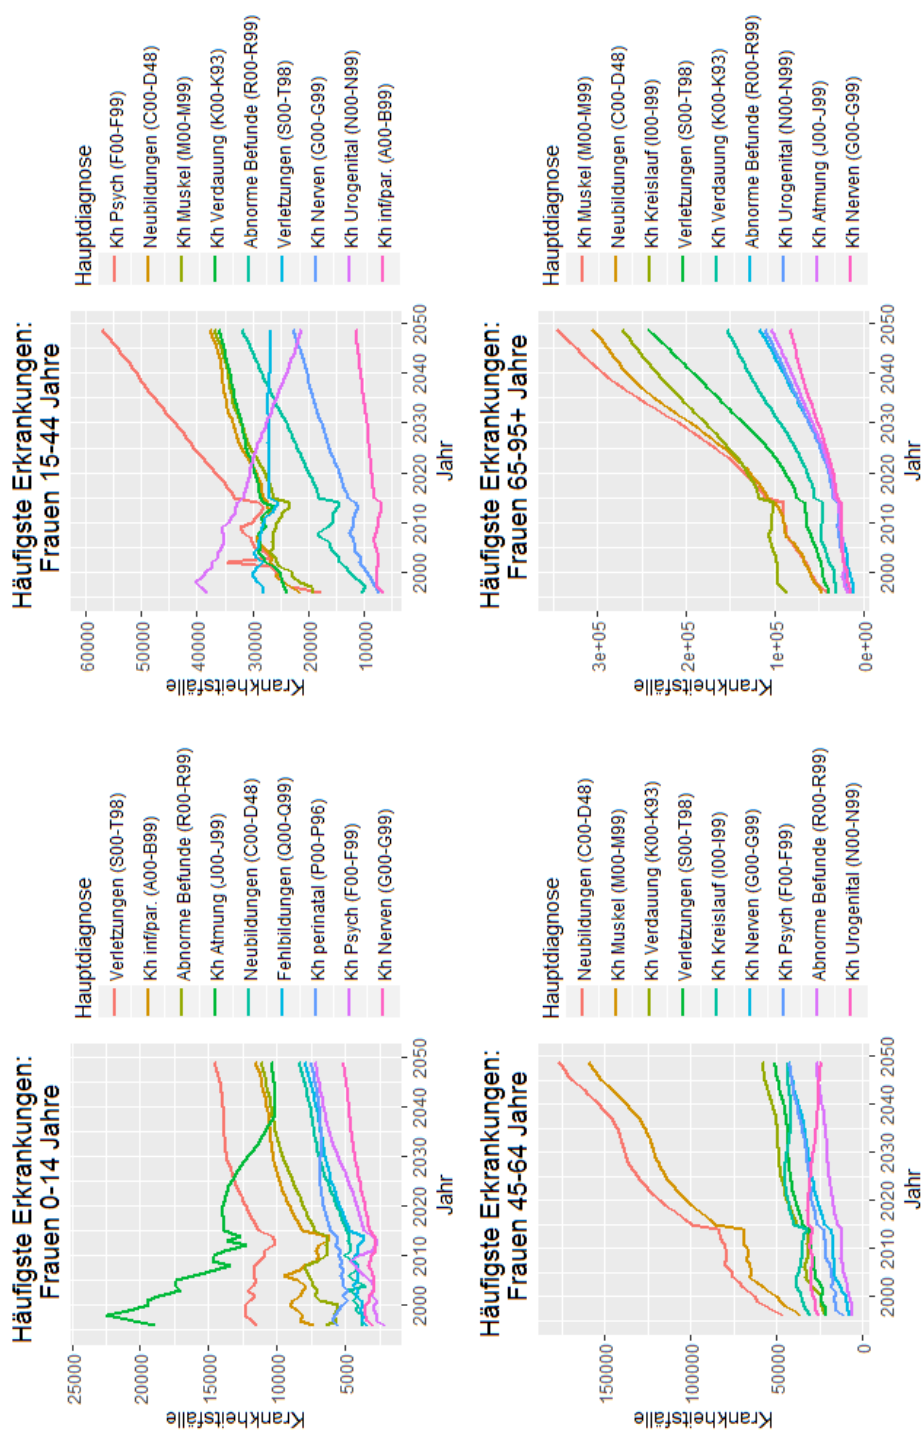 Häufigste Erkrankungen:
Frauen 0-14 Jahre
Krankheitsfälle
25000
20000
15000
10000
5000
2000
2010
2020
2030
2040
2050
Jahr
Hauptdiagnose
Verletzungen (S00-T98)
Kh inf/par. (A00-B99)
Abnorme Befunde (R00-R99)
Kh Atmung (J00-J99)
Neubildungen (C00-D48)
Fehlbildungen (Q00-Q99)
Kh perinatal (P00-P96)
Kh Psych (F00-F99)
Kh Nerven (G00-G99)
Häufigste Erkrankungen:
Frauen 15-44 Jahre
Krankheitsfälle
60000
50000
40000
30000
20000
10000
2000
2010
2020
2030
2040
2050
Jahr
Hauptdiagnose
Kh Psych (F00-F99)
Neubildungen (C00-D48)
Kh Muskel (M00-M99)
Kh Verdauung (K00-K93)
Abnorme Befunde (R00-R99)
Verletzungen (S00-T98)
Kh Nerven (G00-G99)
Kh Urogenital (N00-N99)
Kh inf/par. (A00-B99)
Häufigste Erkrankungen:
Frauen 45-64 Jahre
Krankheitsfälle
150000
100000
50000
0
2000
2010
2020
2030
2040
2050
Jahr
Hauptdiagnose
Neubildungen (C00-D48)
Kh Muskel (M00-M99)
Kh Verdauung (K00-K93)
Verletzungen (S00-T98)
Kh Kreislauf (I00-I99)
Kh Nerven (G00-G99)
Kh Psych (F00-F99)
Abnorme Befunde (R00-R99)
Kh Urogenital (N00-N99)
Häufigste Erkrankungen:
Frauen 65-95+ Jahre
Krankheitsfälle
3e+05
2e+05
1e+05
0e+00
2000
2010
2020
2030
2040
2050
Jahr
Hauptdiagnose
Kh Muskel (M00-M99)
Neubildungen (C00-D48)
Kh Kreislauf (I00-I99)
Verletzungen (S00-T98)
Kh Verdauung (K00-K93)
Abnorme Befunde (R00-R99)
Kh Urogenital (N00-N99)
Kh Atmung (J00-J99)
Kh Nerven (G00-G99)